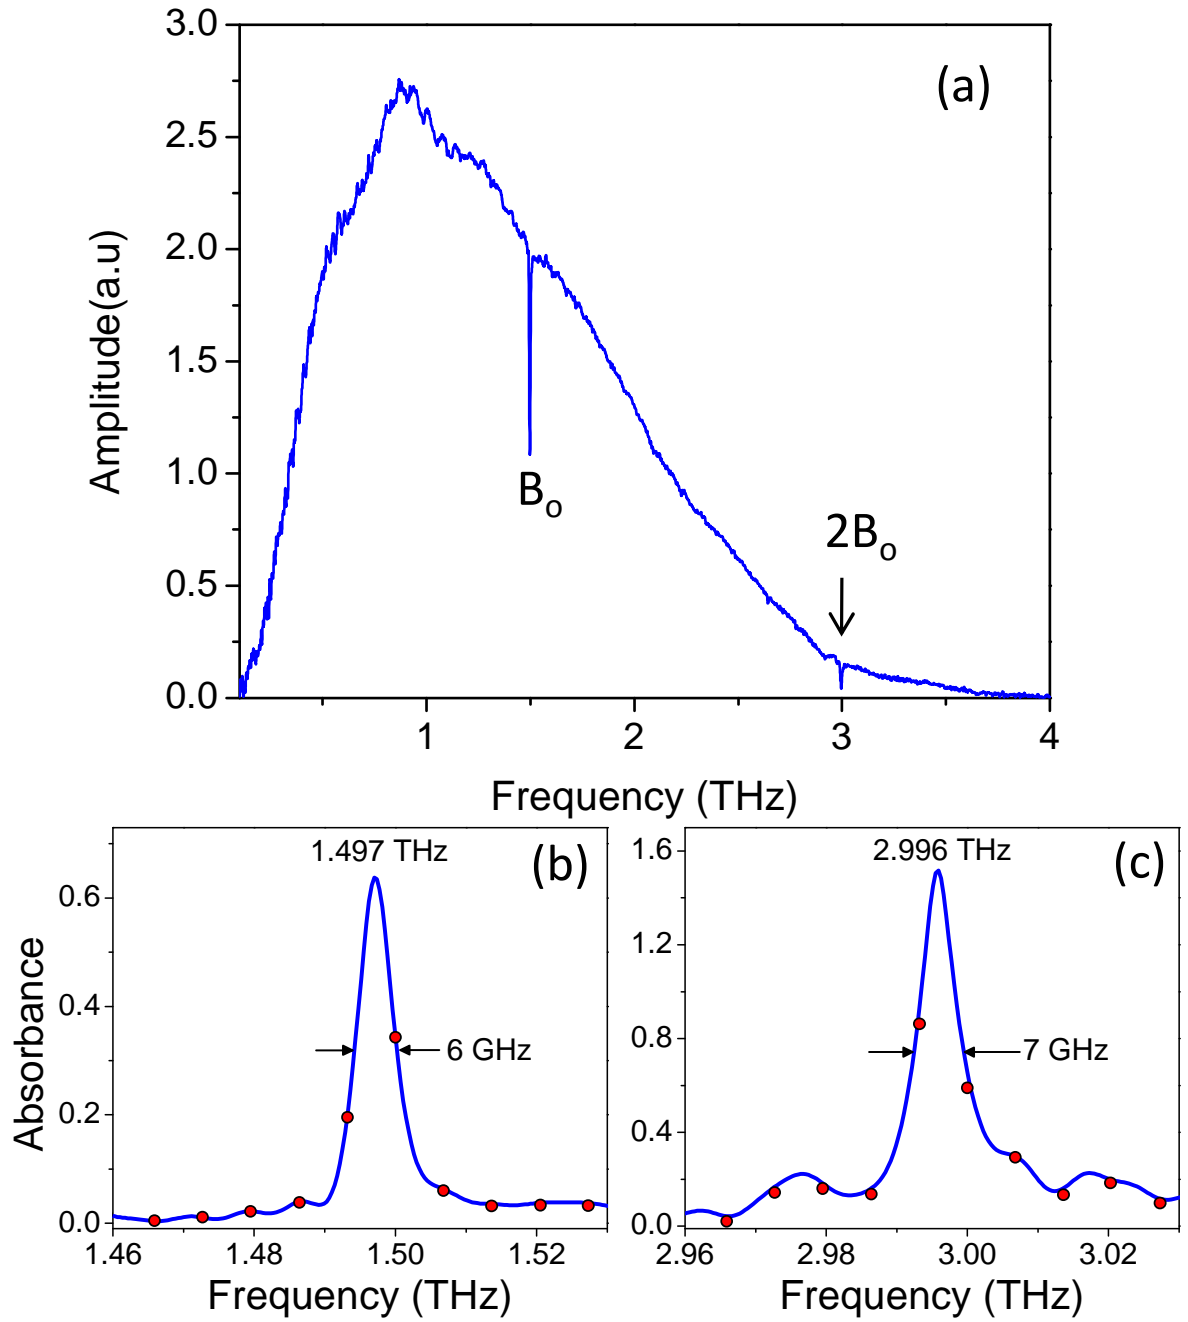 (a)
3.0
2.5
2.0
1.5
1.0
0.5
0.0
Amplitude(a.u)
Bₒ
2Bₒ
1 2 3 4
Frequency (THz)
1.497 THz
(b)
0.6
0.4
0.2
0.0
Absorbance
6 GHz
1.46 1.48 1.50 1.52
Frequency (THz)
2.996 THz
(c)
1.6
1.2
0.8
0.4
0.0
7 GHz
2.96 2.98 3.00 3.02
Frequency (THz)